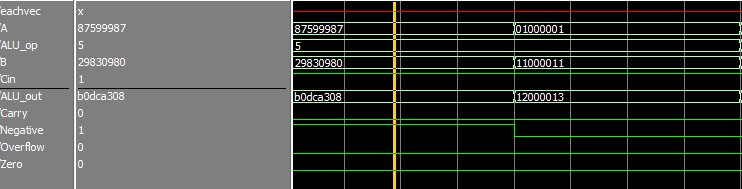 /eachvec x
/A 87599987 87599987 01000001
/ALU_op 5 5
/B 29830980 29830980 11000011
/Cin 1
/ALU_out b0dca308 b0dca308 12000013
/Carry 0
/Negative 1
/Overflow 0
/Zero 0